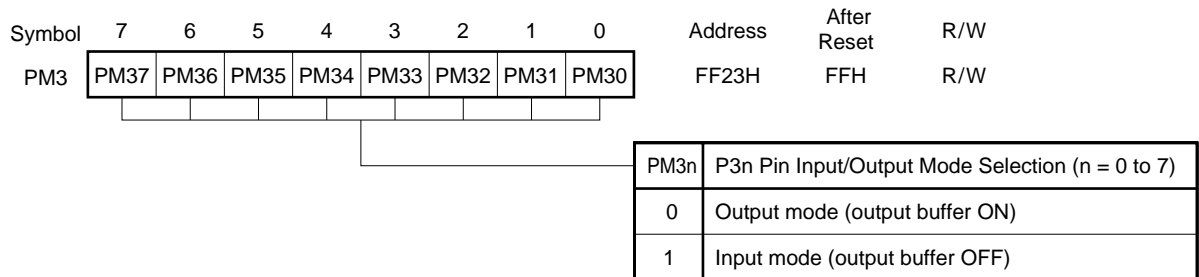 Symbol 7 6 5 4 3 2 1 0 Address After Reset R/W
PM3 PM37 PM36 PM35 PM34 PM33 PM32 PM31 PM30 FF23H FFH R/W
PM3n P3n Pin Input/Output Mode Selection (n = 0 to 7)
0 Output mode (output buffer ON)
1 Input mode (output buffer OFF)